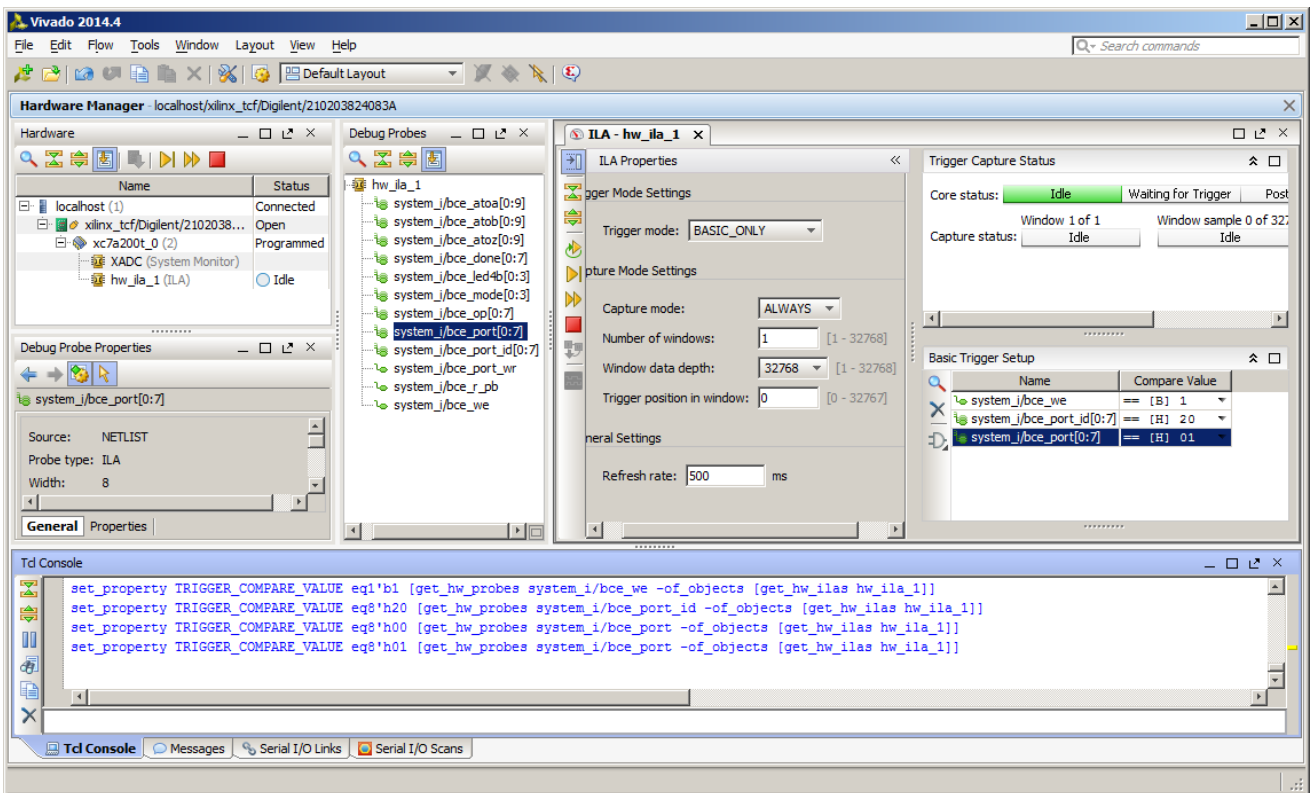 Vivado 2014.4
File Edit Flow Tools Window Layout View Help
Search commands
Default Layout
Hardware Manager - localhost/xilinx_tcf/Digilent/210203824083A
Hardware
Name Status
localhost (1) Connected
xilinx_tcf/Digilent/2102038... Open
xc7a200t_0 (2) Programmed
XADC (System Monitor)
hw_ila_1 (ILA) Idle
Debug Probe Properties
system_i/bce_port[0:7]
Source: NETLIST
Probe type: ILA
Width: 8
General Properties
Debug Probes
hw_ila_1
system_i/bce_atoa[0:9]
system_i/bce_atob[0:9]
system_i/bce_atoz[0:9]
system_i/bce_done[0:7]
system_i/bce_led4b[0:3]
system_i/bce_mode[0:3]
system_i/bce_op[0:7]
system_i/bce_port[0:7]
system_i/bce_port_id[0:7]
system_i/bce_port_wr
system_i/bce_r_pb
system_i/bce_we
ILA - hw_ila_1
ILA Properties
gger Mode Settings
Trigger mode: BASIC_ONLY
pture Mode Settings
Capture mode: ALWAYS
Number of windows: 1 [1 - 32768]
Window data depth: 32768 [1 - 32768]
Trigger position in window: 0 [0 - 32767]
neral Settings
Refresh rate: 500 ms
Trigger Capture Status
Core status: Idle Waiting for Trigger Post
Window 1 of 1 Window sample 0 of 327
Capture status: Idle Idle
Basic Trigger Setup
Name Compare Value
system_i/bce_we == [B] 1
system_i/bce_port_id[0:7] == [H] 20
system_i/bce_port[0:7] == [H] 01
Tcl Console
set_property TRIGGER_COMPARE_VALUE eq1'b1 [get_hw_probes system_i/bce_we -of_objects [get_hw_ilas hw_ila_1]]
set_property TRIGGER_COMPARE_VALUE eq8'h20 [get_hw_probes system_i/bce_port_id -of_objects [get_hw_ilas hw_ila_1]]
set_property TRIGGER_COMPARE_VALUE eq8'h00 [get_hw_probes system_i/bce_port -of_objects [get_hw_ilas hw_ila_1]]
set_property TRIGGER_COMPARE_VALUE eq8'h01 [get_hw_probes system_i/bce_port -of_objects [get_hw_ilas hw_ila_1]]
Tcl Console Messages Serial I/O Links Serial I/O Scans